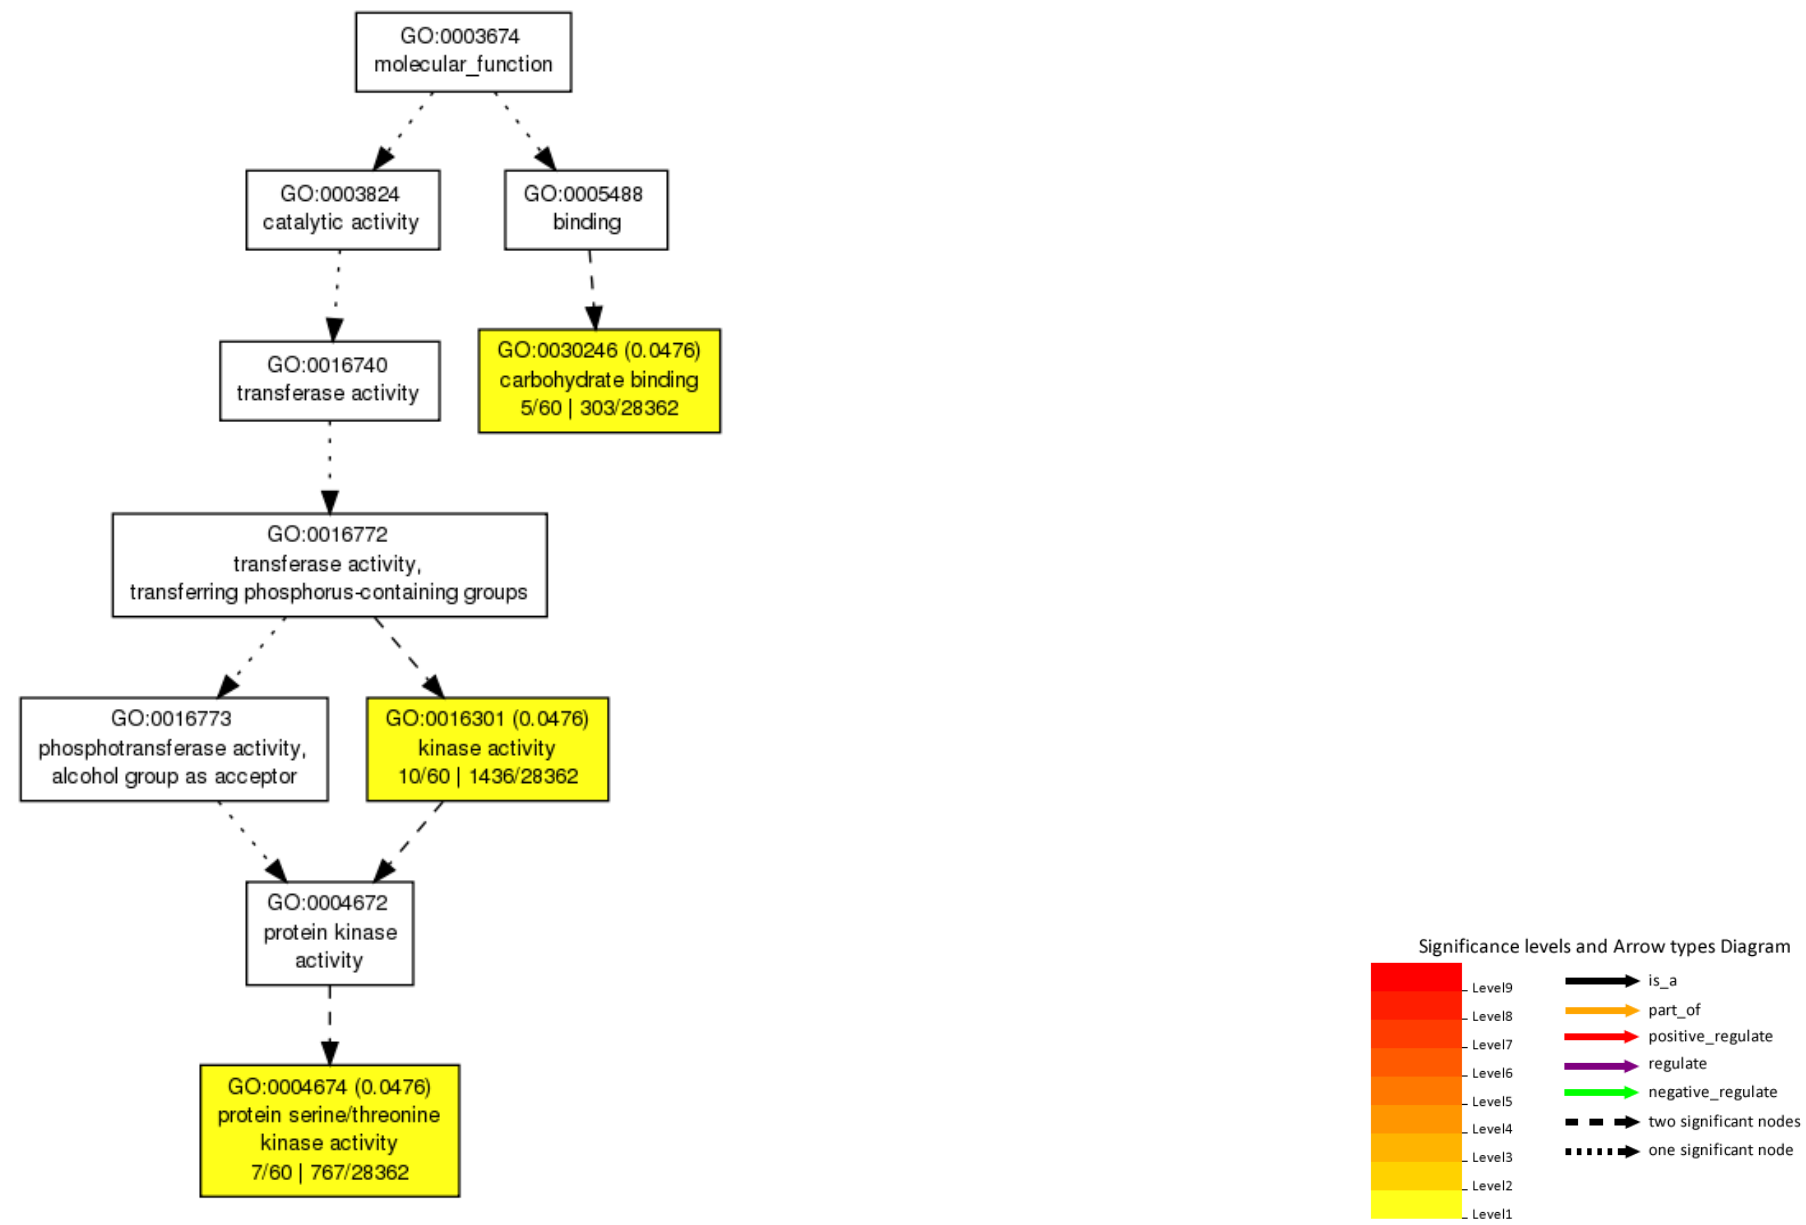 GO:0003674
molecular_function
GO:0003824
catalytic activity
GO:0005488
binding
GO:0016740
transferase activity
GO:0030246 (0.0476)
carbohydrate binding
5/60 | 303/28362
GO:0016772
transferase activity,
transferring phosphorus-containing groups
GO:0016773
phosphotransferase activity,
alcohol group as acceptor
GO:0016301 (0.0476)
kinase activity
10/60 | 1436/28362
GO:0004672
protein kinase
activity
GO:0004674 (0.0476)
protein serine/threonine
kinase activity
7/60 | 767/28362
Significance levels and Arrow types Diagram
Level9
Level8
Level7
Level6
Level5
Level4
Level3
Level2
Level1
is_a
part_of
positive_regulate
regulate
negative_regulate
two significant nodes
one significant node